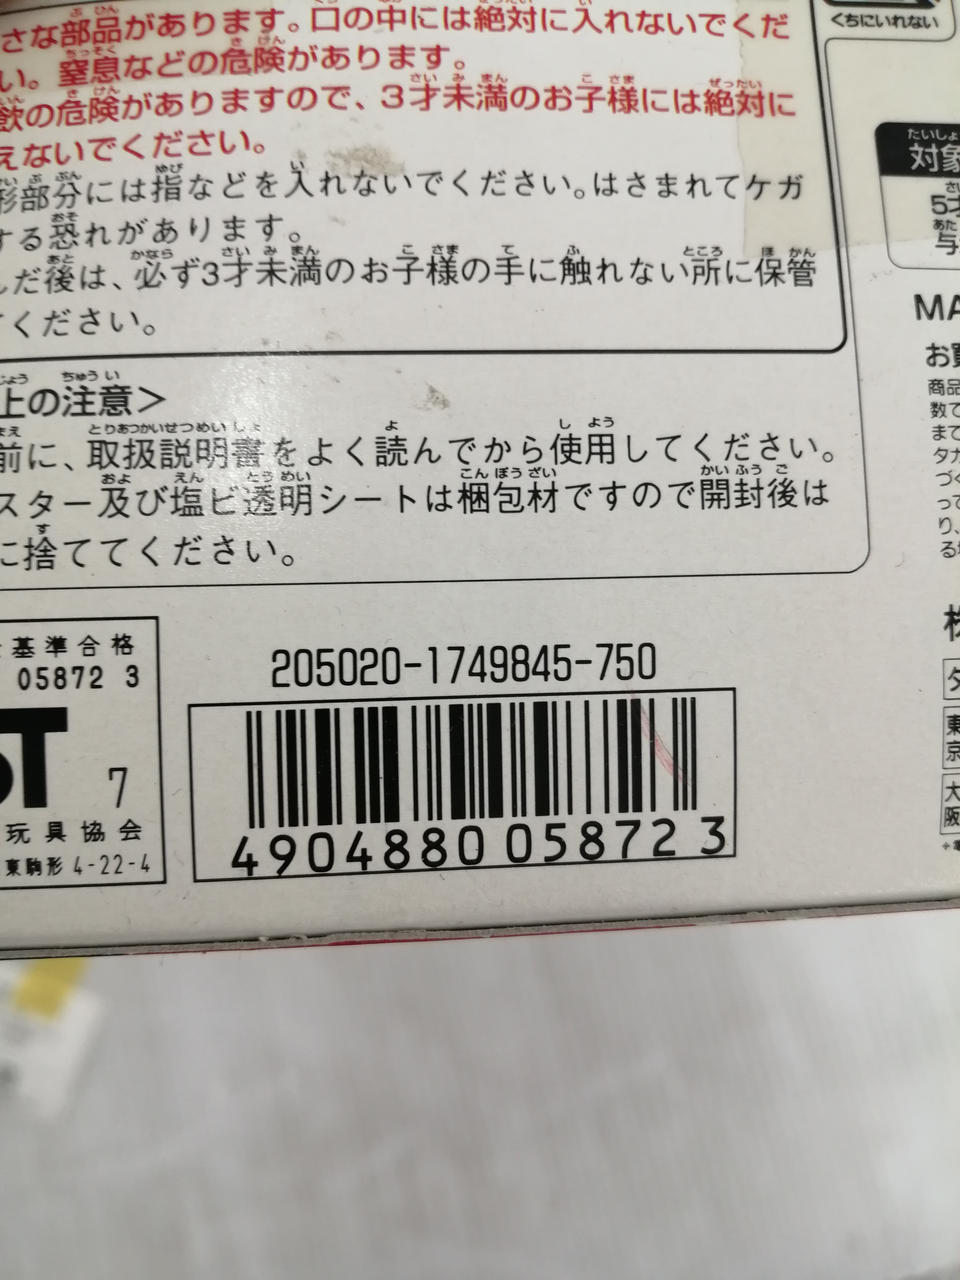 さな部品があります。口の中には絶対に入れないでくだ
い。窒息などの危険があります。
飲の危険がありますので、3才未満のお子様には絶対に
えないでください。
形部分には指などを入れないでください。はさまれてケガ
する恐れがあります。
んだ後は、必ず3才未満のお子様の手に触れない所に保管
てください。
上の注意>
前に、取扱説明書をよく読んでから使用してください。
スター及び塩ビ透明シートは梱包材ですので開封後は
に捨ててください。
基準合格
05872 3
ST
7
玩具協会
東駒形 4-22-4
205020-1749845-750
4904880 058723
くちにいれない
対象
5才
与
MA
お買
商品
数で
まで
タカ
づく
って
り、
る場
株
タ
東京
大阪